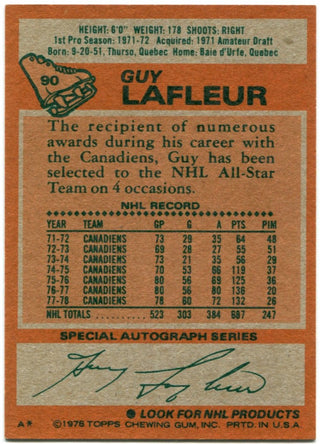 HEIGHT: 6'0" WEIGHT: 178 SHOOTS: RIGHT
1st Pro Season: 1971-72 Acquired: 1971 Amateur Draft
Born: 9-20-51, Thurso, Quebec Home: Baie d'Urfe, Quebec
90
GUY
LAFLEUR
The recipient of numerous
awards during his career with
the Canadiens, Guy has been
selected to the NHL All-Star
Team on 4 occasions.
NHL RECORD
YEAR TEAM GP G A PTS PIM
71-72 CANADIENS 73 29 35 64 48
72-73 CANADIENS 69 28 27 55 51
73-74 CANADIENS 73 21 35 56 29
74-75 CANADIENS 70 53 66 119 37
75-76 CANADIENS 80 56 69 125 36
76-77 CANADIENS 80 56 80 136 20
77-78 CANADIENS 78 60 72 132 26
NHL TOTALS 523 303 384 687 247
SPECIAL AUTOGRAPH SERIES
Guy Lafleur
LOOK FOR NHL PRODUCTS
A* ©1978 TOPPS CHEWING GUM, INC. PRTD. IN U.S.A.